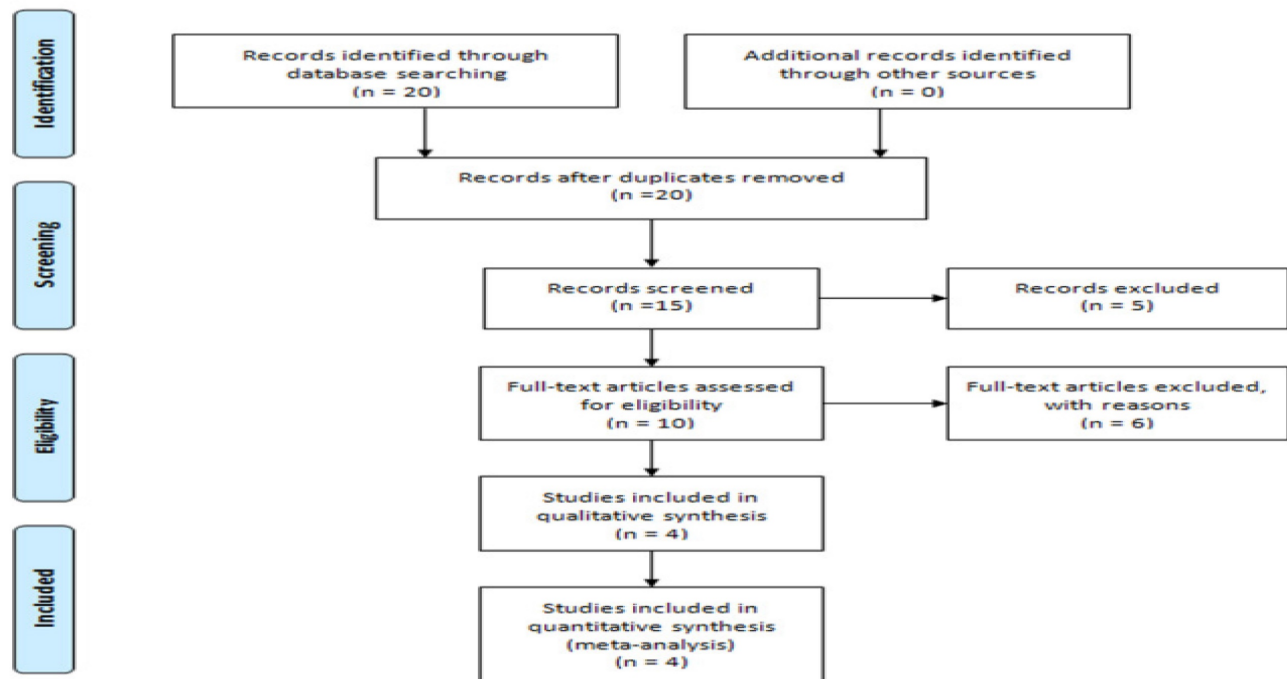 Identification
Records identified through
database searching
(n = 20)
Additional records identified
through other sources
(n = 0)
Records after duplicates removed
(n =20)
Screening
Records screened
(n =15)
Records excluded
(n = 5)
Eligibility
Full-text articles assessed
for eligibility
(n = 10)
Full-text articles excluded,
with reasons
(n = 6)
Studies included in
qualitative synthesis
(n = 4)
Included
Studies included in
quantitative synthesis
(meta-analysis)
(n = 4)